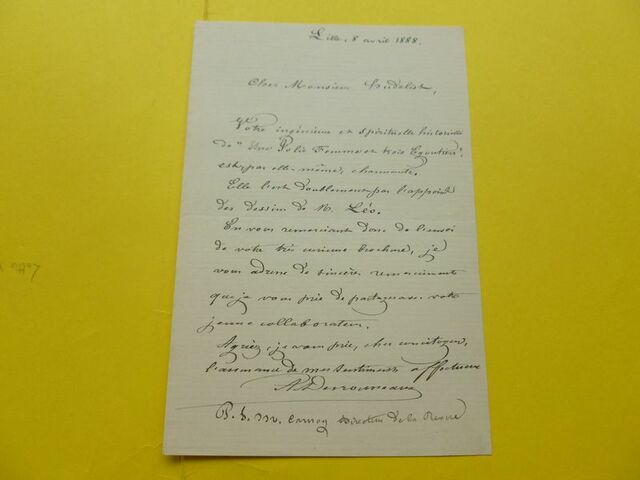 Lille, 8 avril 1888.
Cher Monsieur
Votre ingénieuse et spirituelle historiette
de "Une Jolie Femme et trois
est, par elle-même, charmante.
Elle l'est doublement par l'appoint
des dessins de M. Léo.
En vous remerciant donc de l'envoi
de votre très curieuse brochure, je
vous adresse de sincères remerciements
que je vous prie de partager avec votre
jeune collaborateur.
Agréez, je vous prie, cher concitoyen,
l'assurance de mes sentiments affectueux
A. Desrousseaux
Carnoy Directeur de la Revue